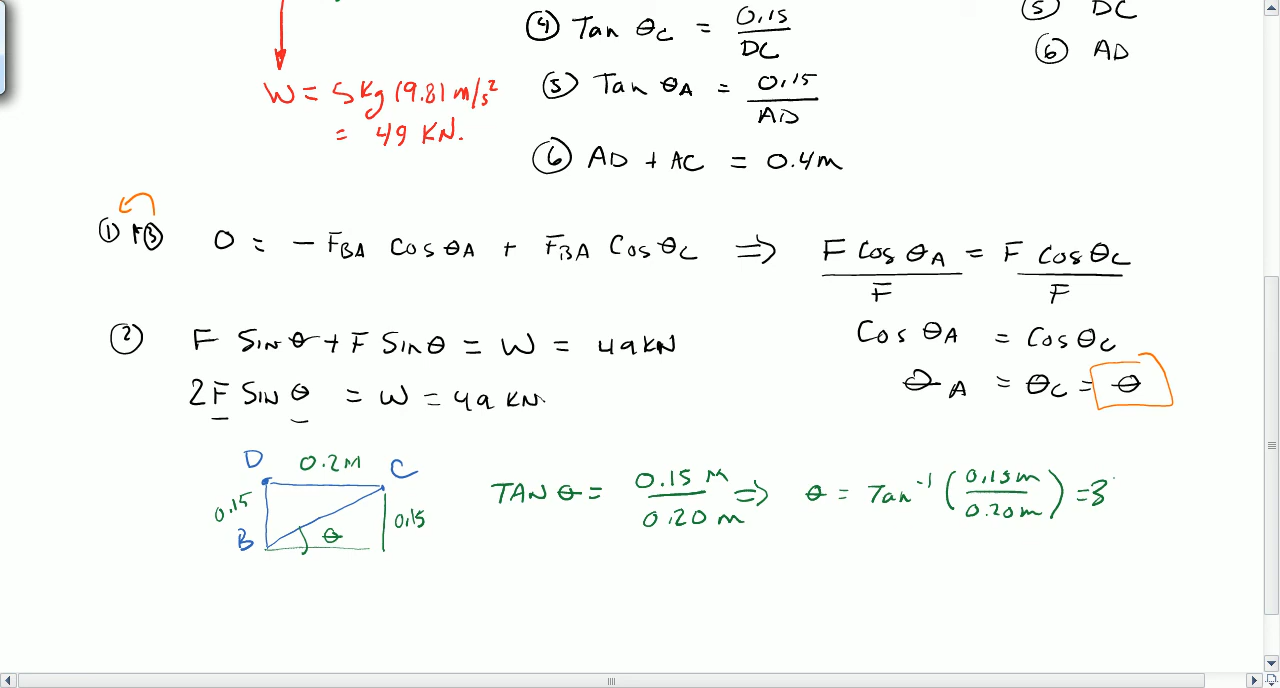 ④ Tan θC = 0.15 / DC
⑤ DC
⑥ AD
W = 5 Kg (9.81 m/s²
= 49 KN.
⑤ Tan θA = 0.15 / AD
⑥ AD + AC = 0.4m
① ③ 0 = - FBA Cos θA + FBA Cos θC ⇒ F Cos θA / F = F Cos θC / F
Cos θA = Cos θC
θA = θC = θ
② F Sin θ + F Sin θ = W = 49 KN
2F Sin θ = W = 49 KN
D 0.2M C
0.15
B θ 0.15
TAN θ = 0.15 M / 0.20 m ⇒ θ = Tan⁻¹ (0.15m / 0.20m) = 3